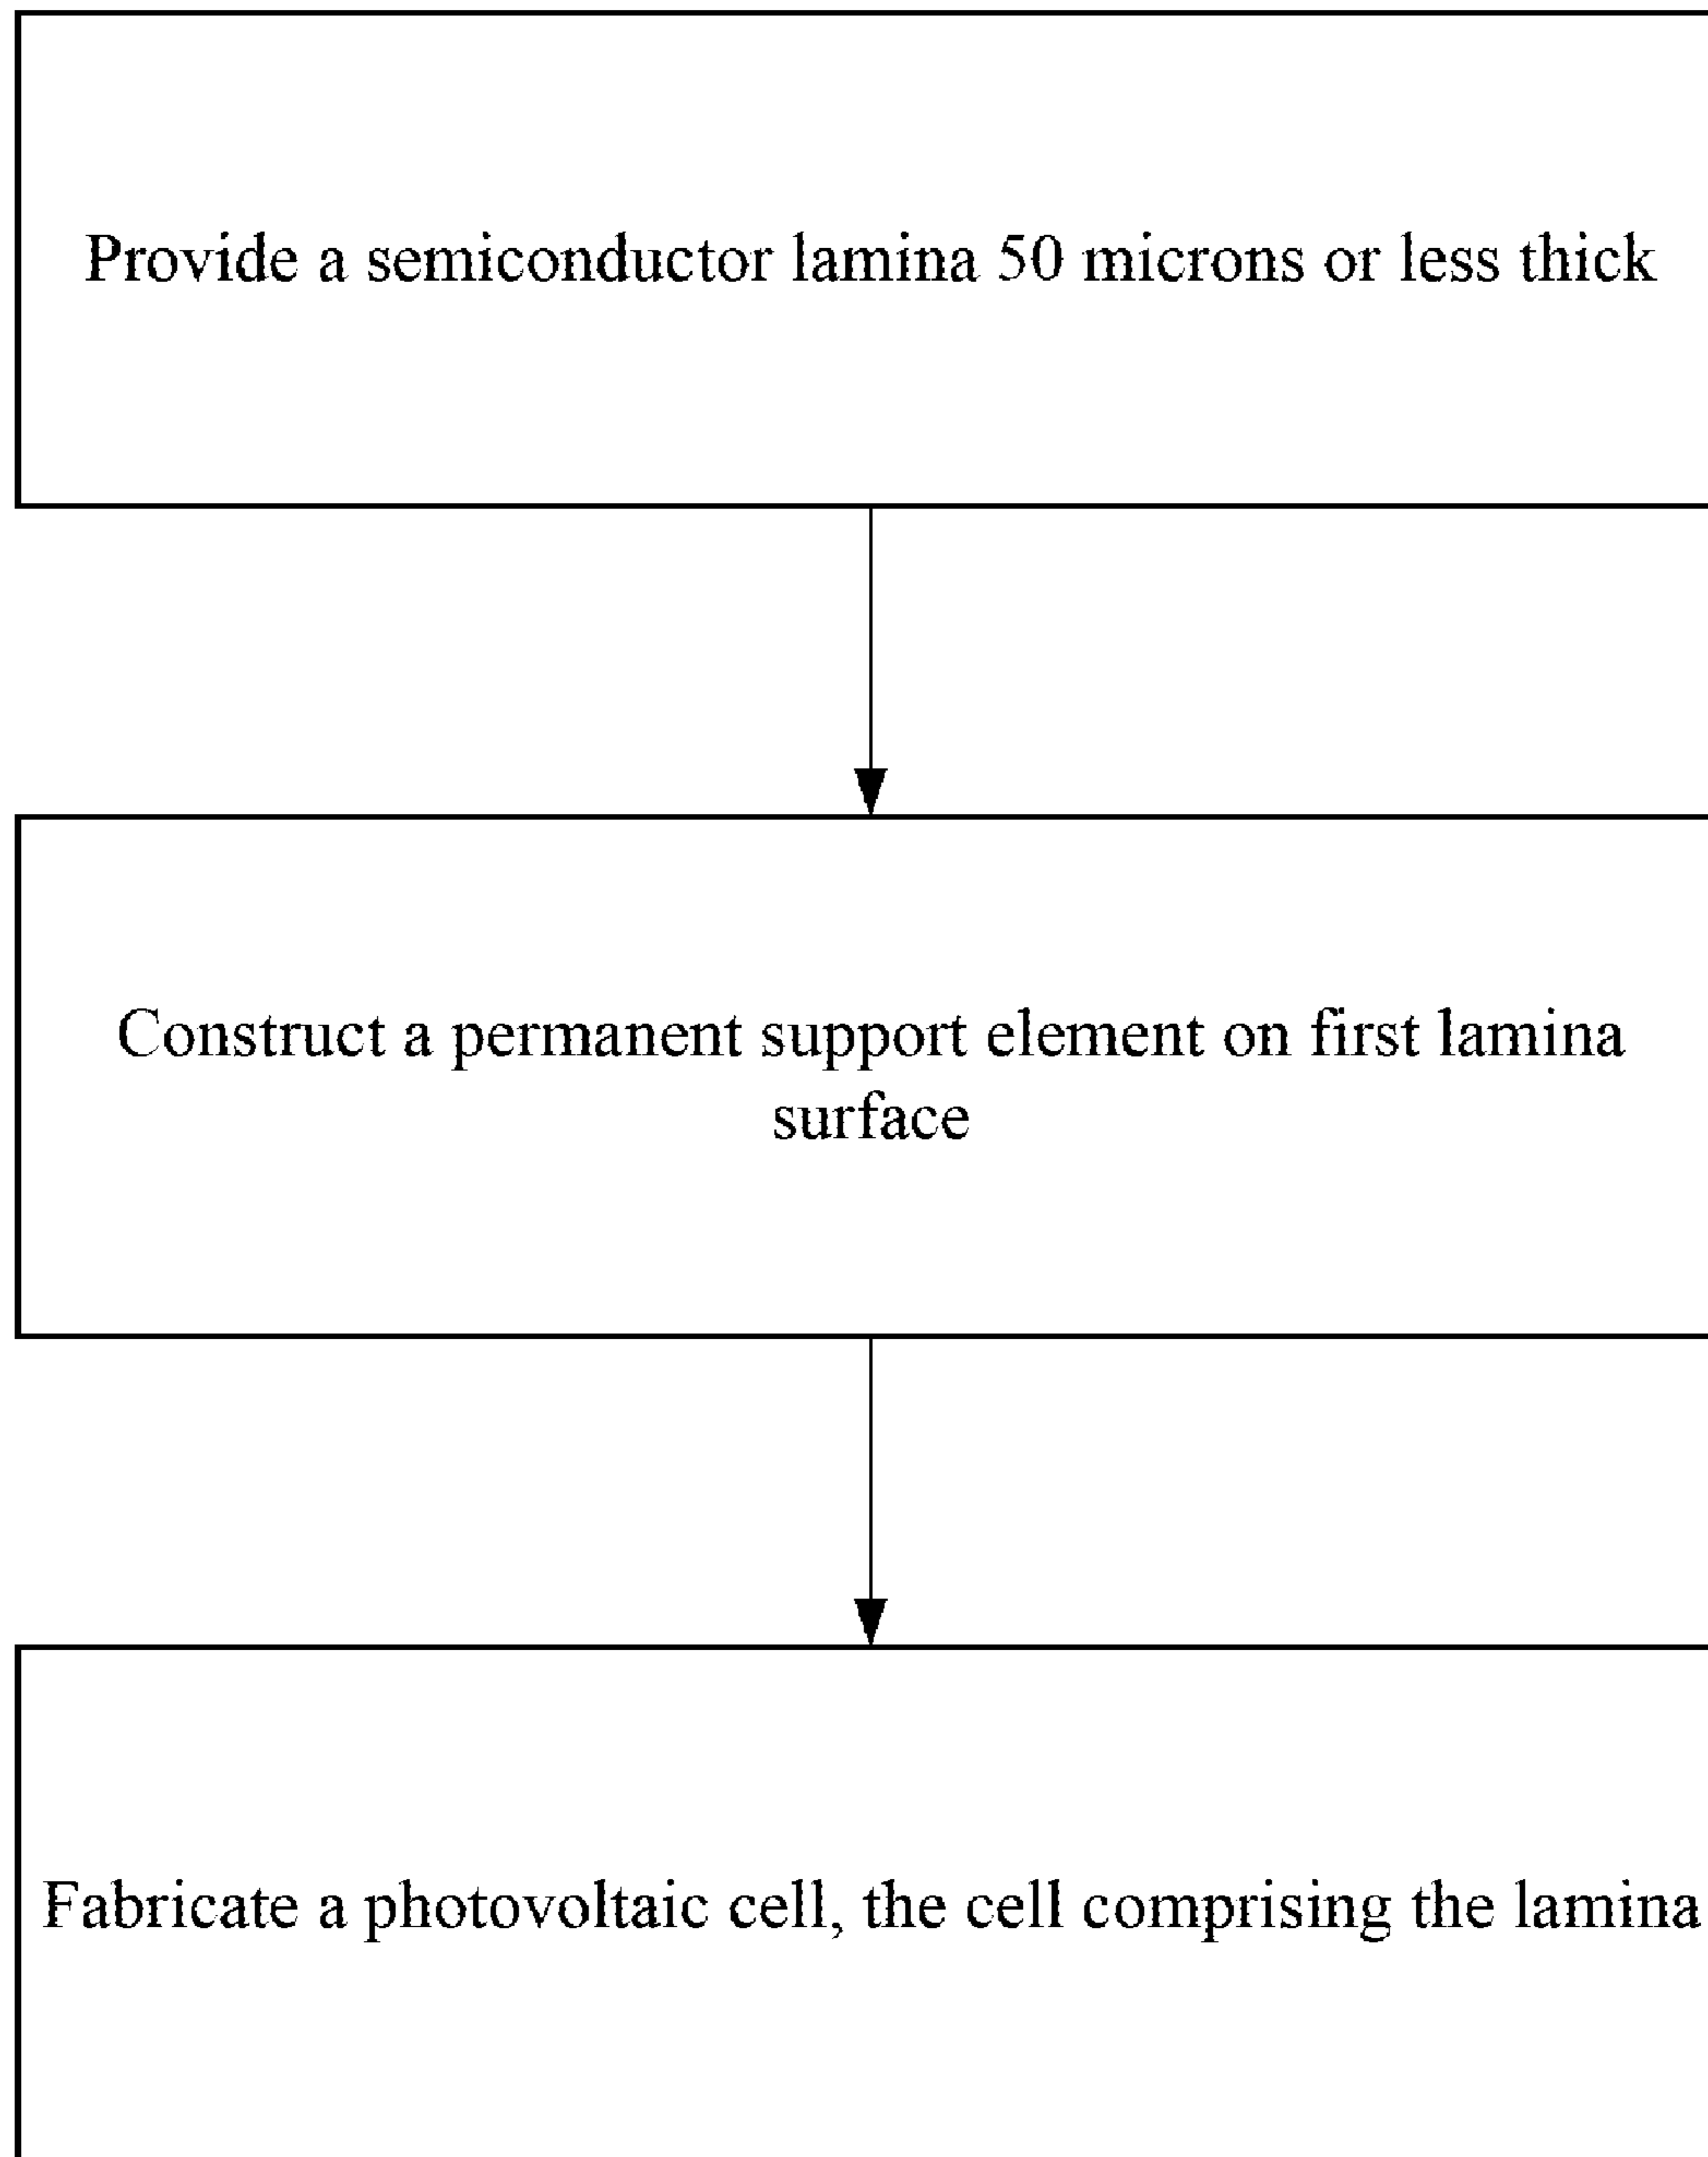 Provide a semiconductor lamina 50 microns or less thick
Construct a permanent support element on first lamina
surface
Fabricate a photovoltaic cell, the cell comprising the lamina